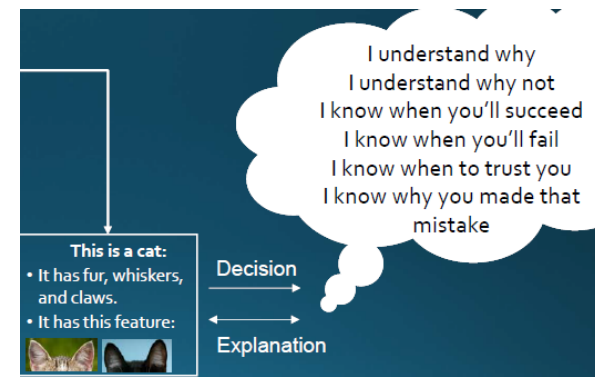 I understand why
I understand why not
I know when you’ll succeed
I know when you’ll fail
I know when to trust you
I know why you made that
mistake
This is a cat:
• It has fur, whiskers,
and claws.
• It has this feature:
Decision
Explanation